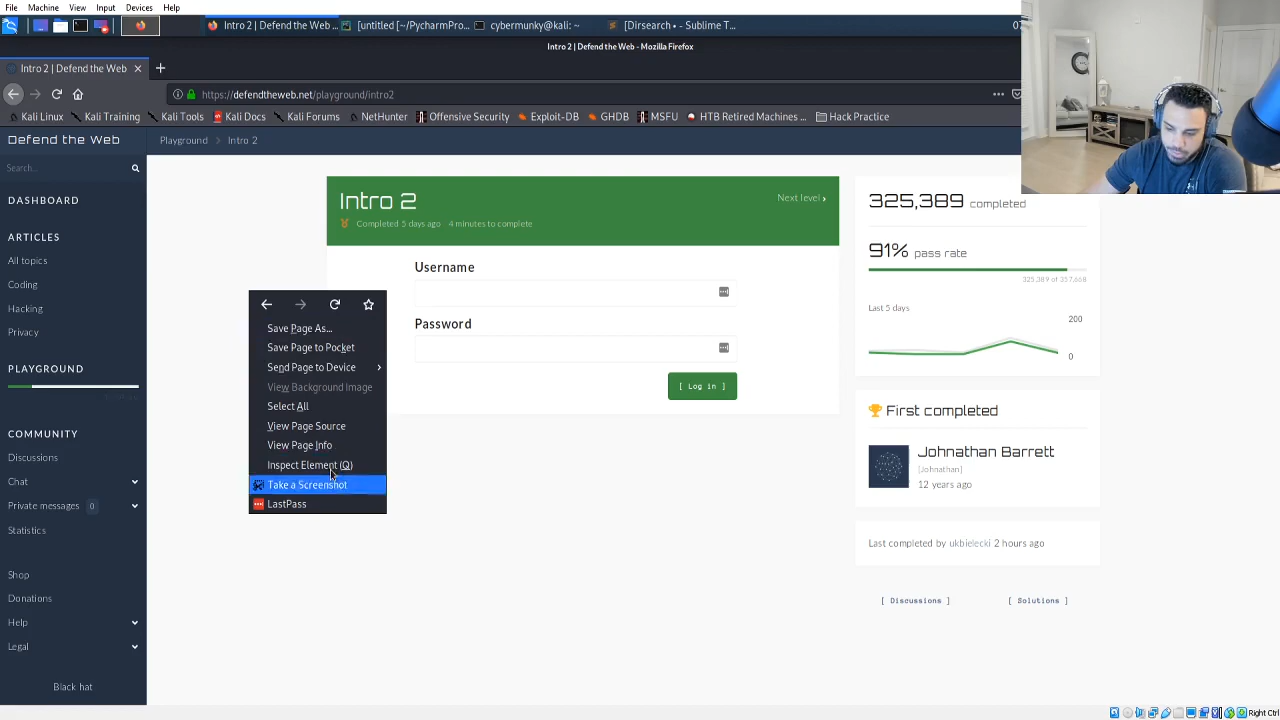 File Machine View Input Devices Help
Intro 2 | Defend the Web - M...
[untitled [~/PycharmPro...
cybermunky@kali: ~
[Dirsearch • - Sublime T...
Intro 2 | Defend the Web - Mozilla Firefox
Intro 2 | Defend the Web
https://defendtheweb.net/playground/intro2
Kali Linux
Kali Training
Kali Tools
Kali Docs
Kali Forums
NetHunter
Offensive Security
Exploit-DB
GHDB
MSFU
HTB Retired Machines ...
Hack Practice
Defend the Web
Playground > Intro 2
Search...
DASHBOARD
ARTICLES
All topics
Coding
Hacking
Privacy
PLAYGROUND
COMMUNITY
Discussions
Chat
Private messages 0
Statistics
Shop
Donations
Help
Legal
Black hat
Intro 2
Next level
Completed 5 days ago · 4 minutes to complete
Username
Password
[ Log in ]
Save Page As...
Save Page to Pocket
Send Page to Device
View Background Image
Select All
View Page Source
View Page Info
Inspect Element (Q)
Take a Screenshot
LastPass
325,389 completed
91% pass rate
325,389 of 357,668
Last 5 days
200
0
First completed
Johnathan Barrett
[Johnathan]
12 years ago
Last completed by ukbielecki 2 hours ago
[ Discussions ]
[ Solutions ]
Right Ctrl